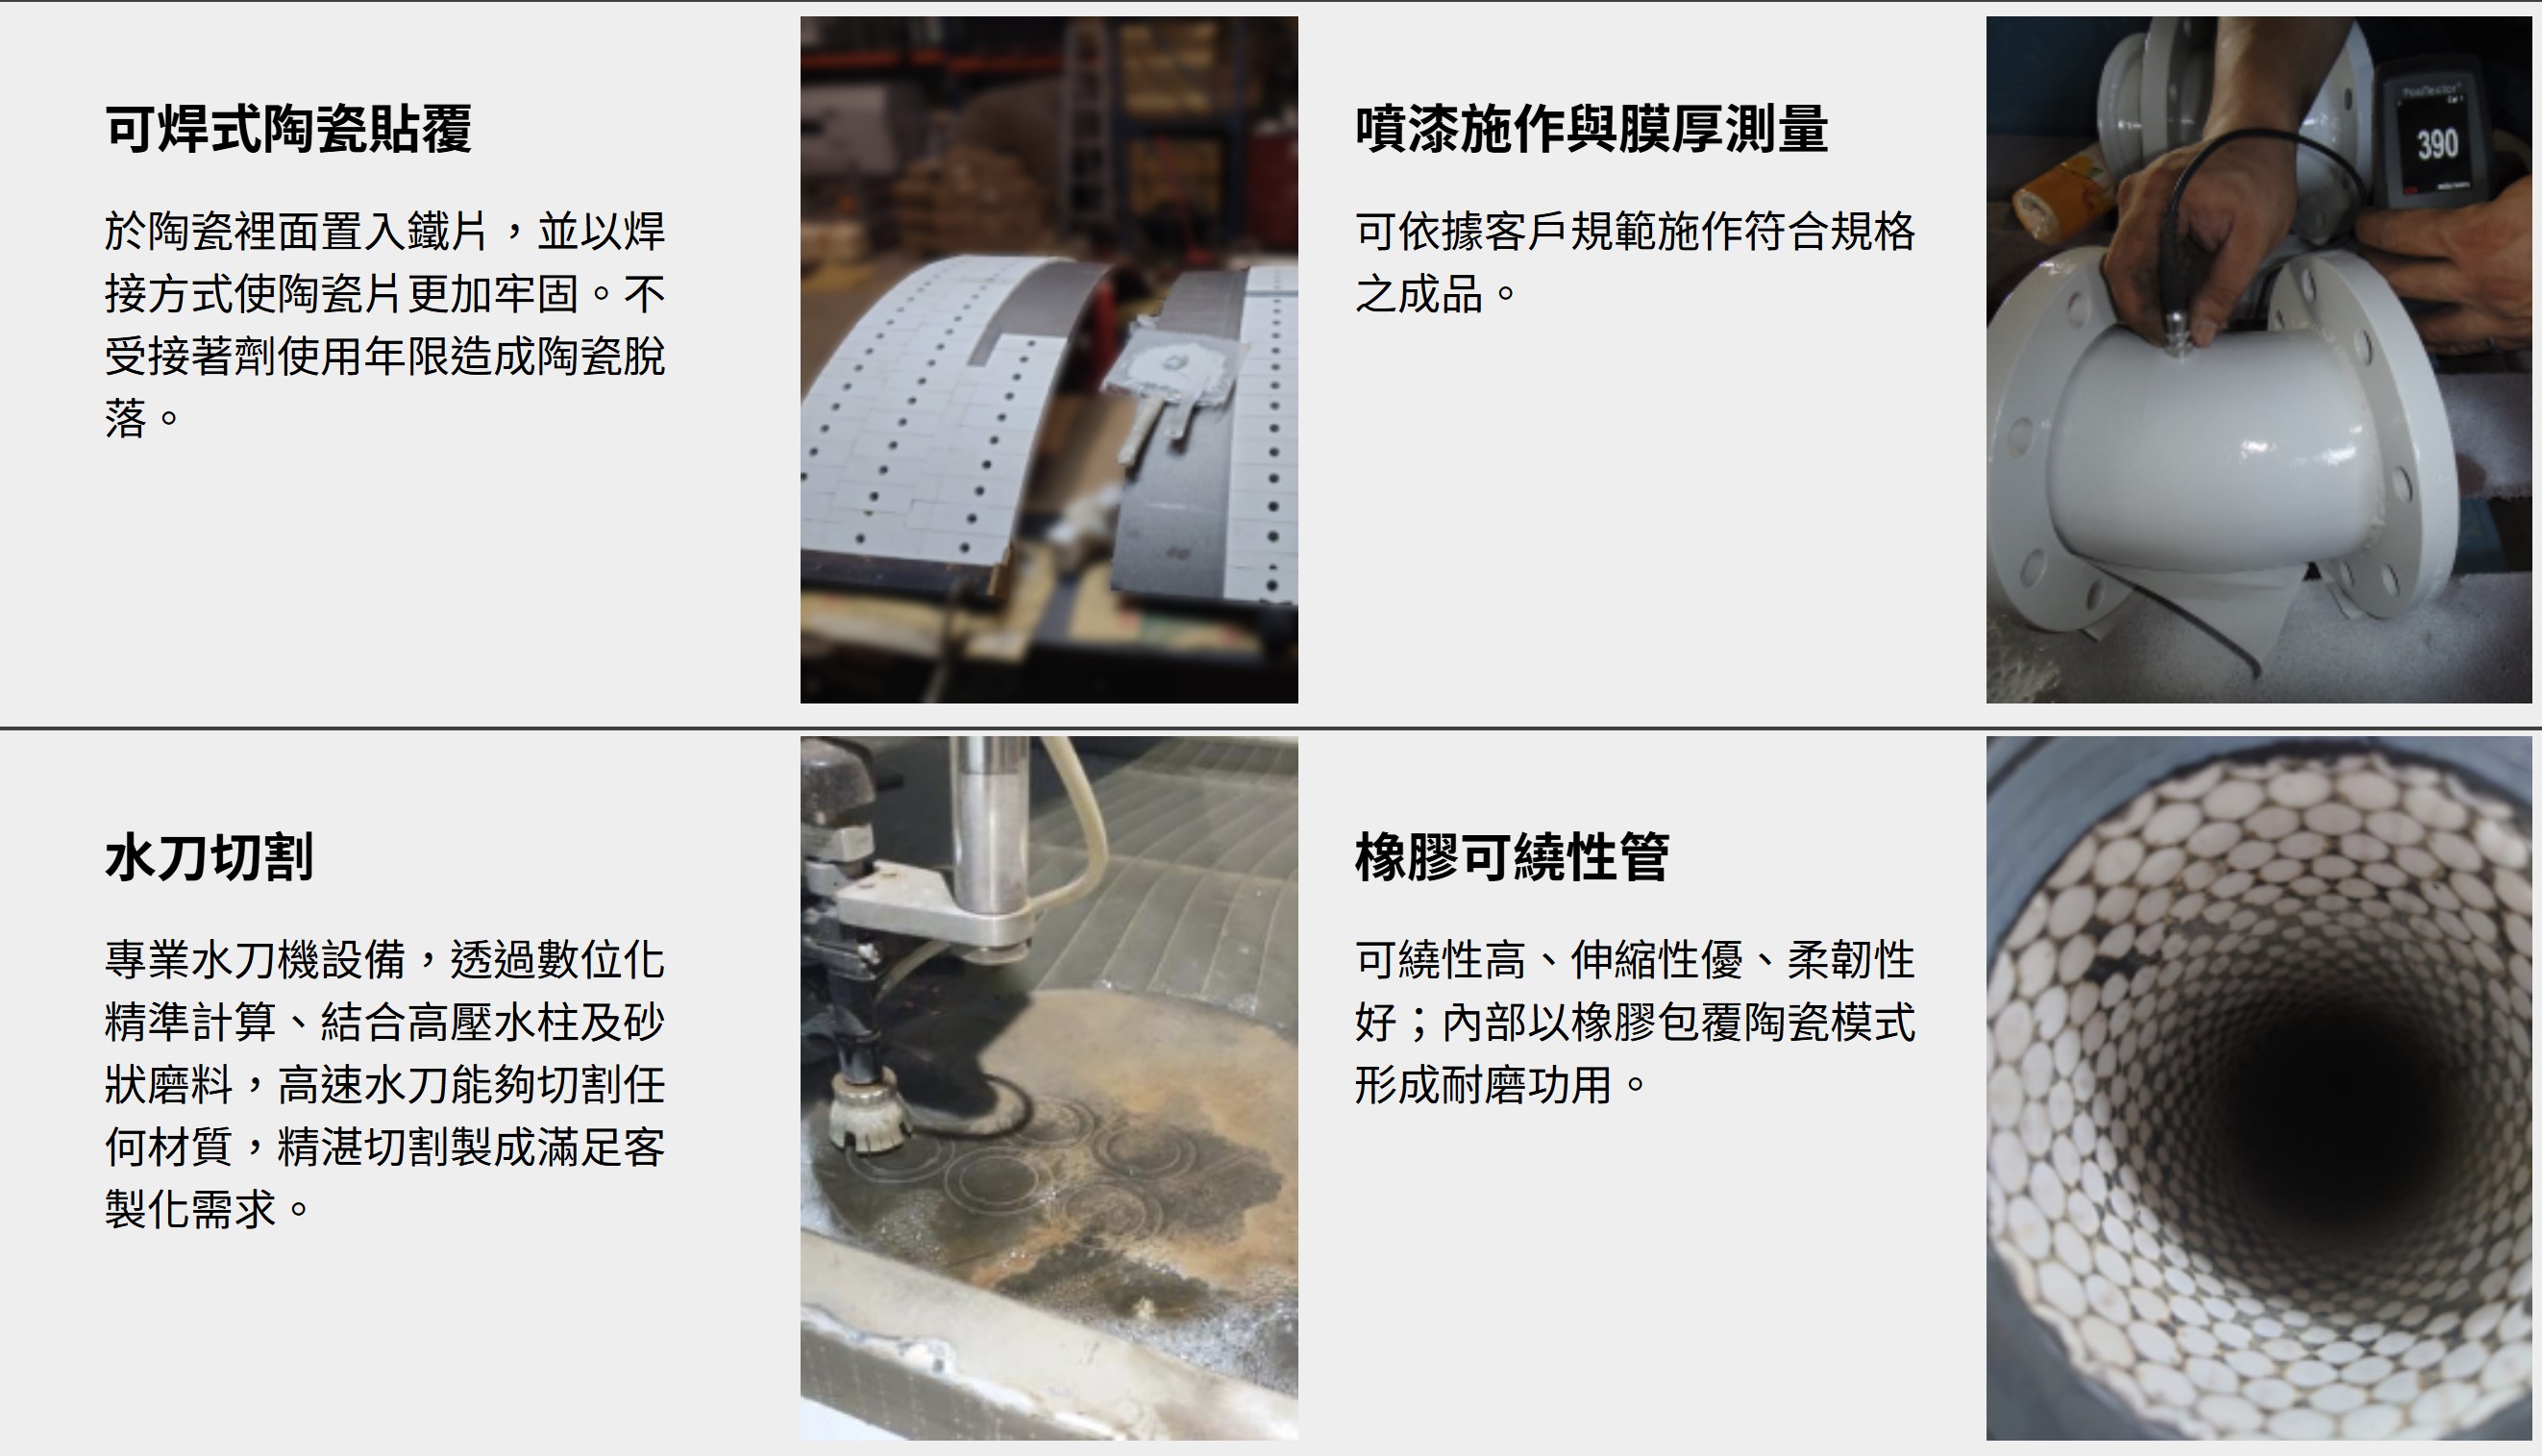 可焊式陶瓷貼覆
於陶瓷裡面置入鐵片，並以焊
接方式使陶瓷片更加牢固。不
受接著劑使用年限造成陶瓷脫
落。
噴漆施作與膜厚測量
可依據客戶規範施作符合規格
之成品。
PosiTector
390
水刀切割
專業水刀機設備，透過數位化
精準計算、結合高壓水柱及砂
狀磨料，高速水刀能夠切割任
何材質，精湛切割製成滿足客
製化需求。
橡膠可繞性管
可繞性高、伸縮性優、柔韌性
好；內部以橡膠包覆陶瓷模式
形成耐磨功用。